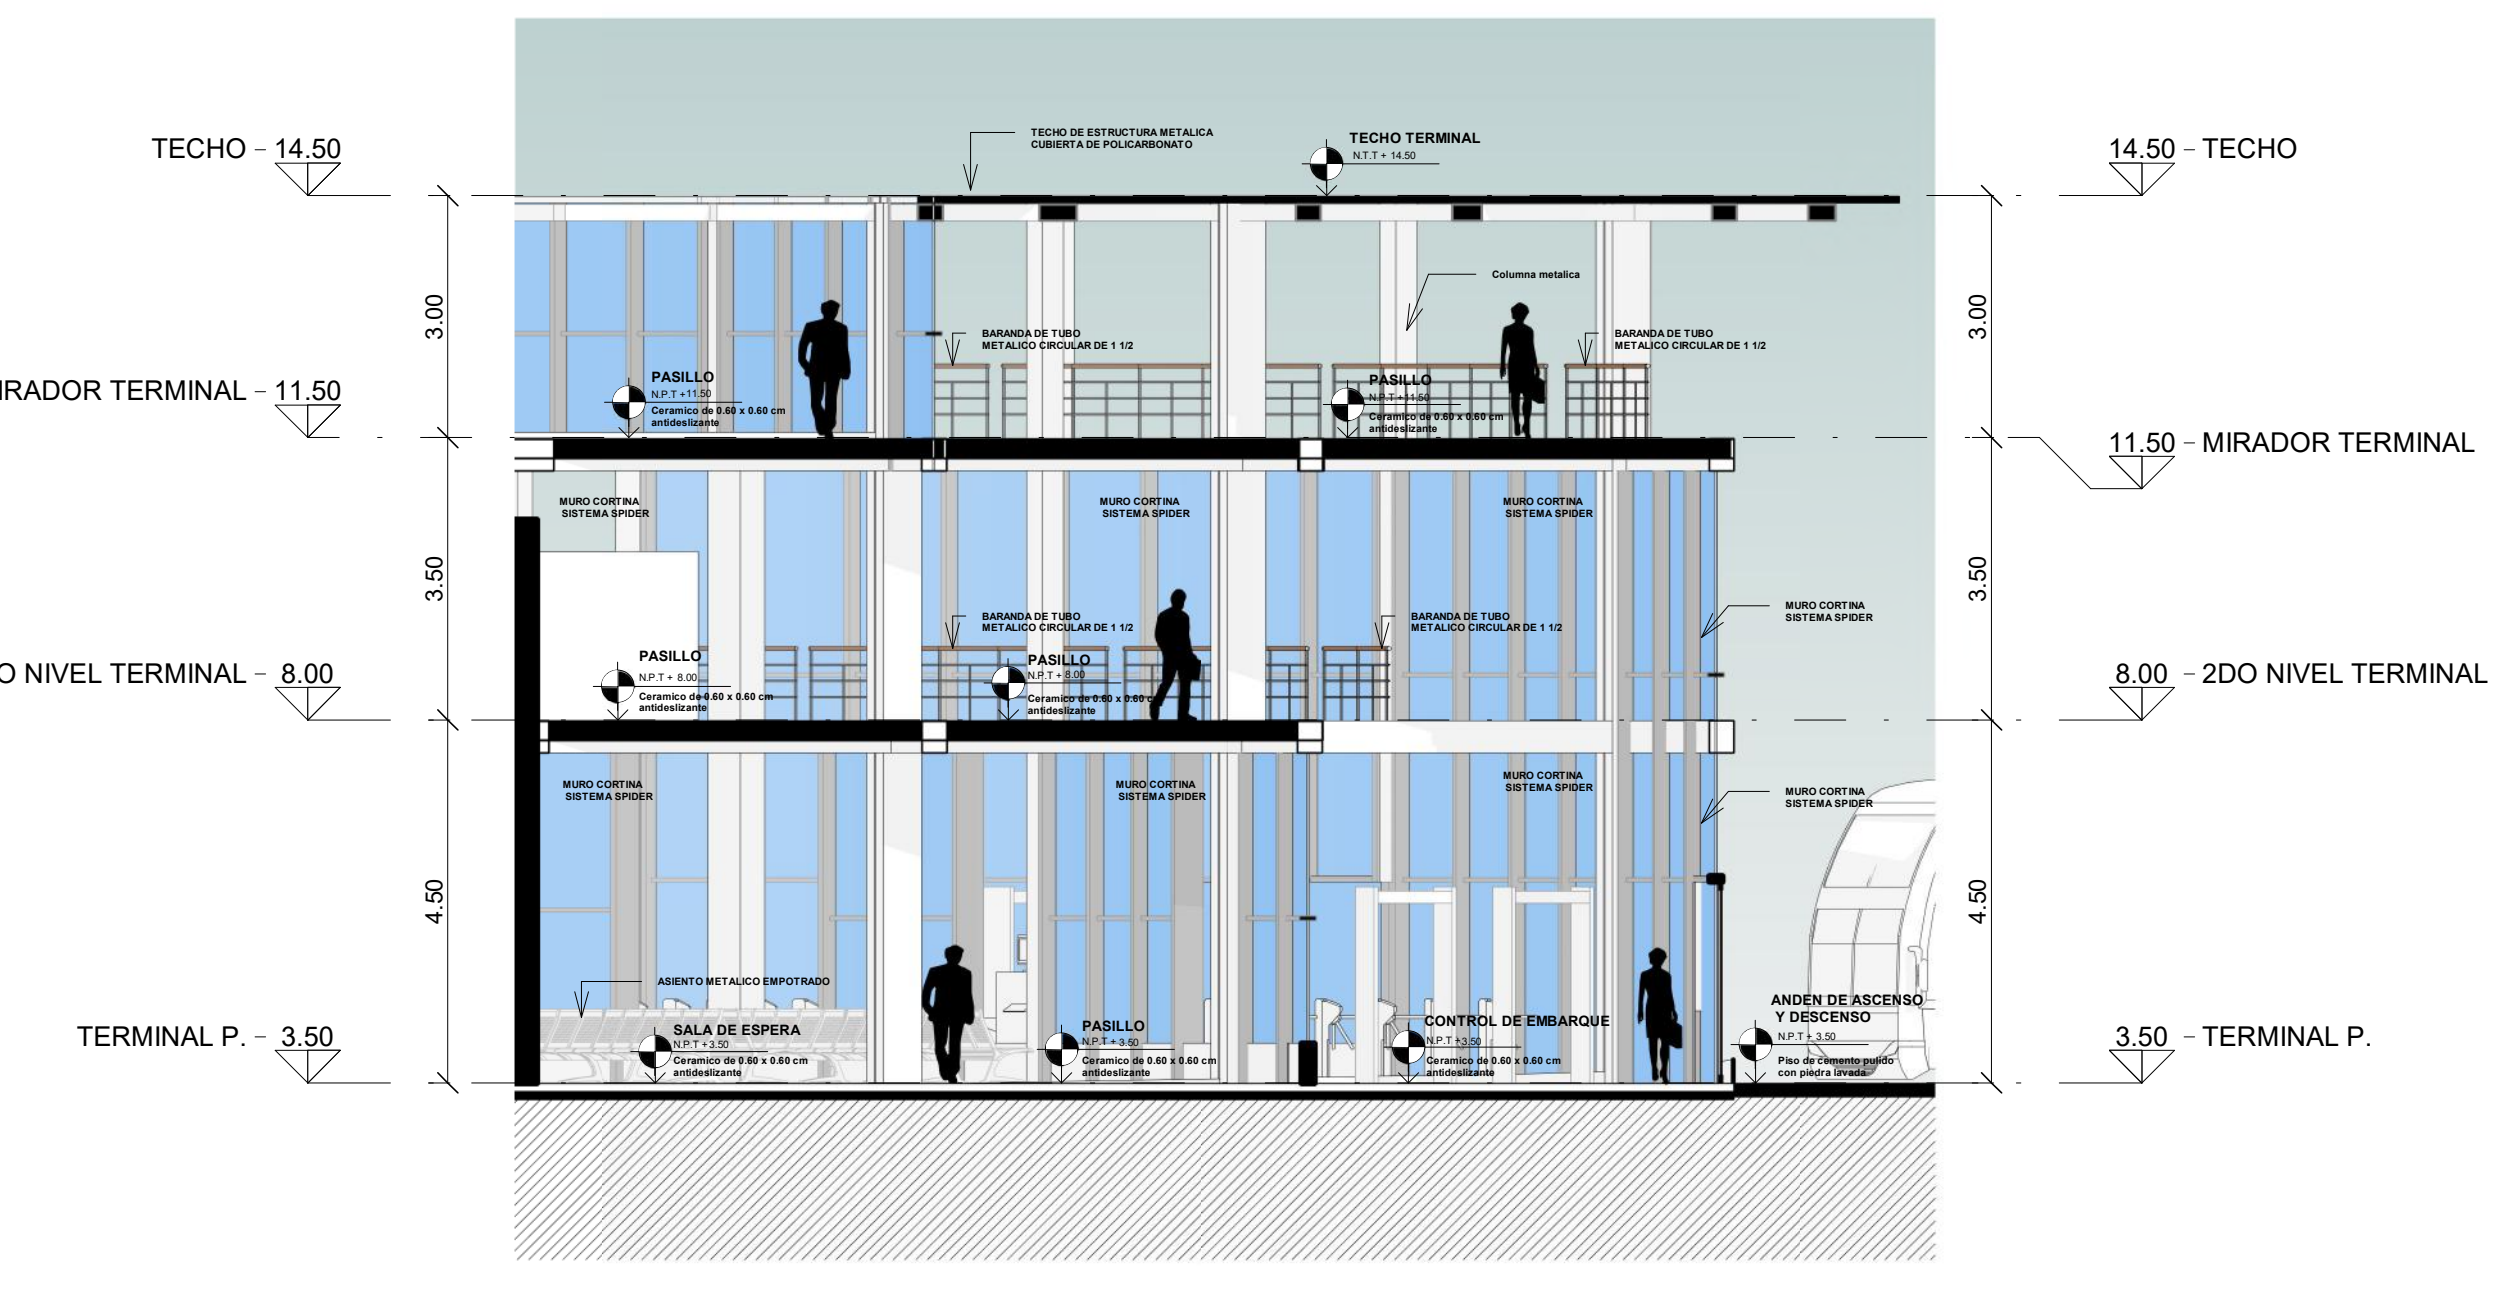 TECHO DE ESTRUCTURA METALICA
CUBIERTA DE POLICARBONATO
TECHO TERMINAL
N.T.T + 14.50
TECHO – 14.50
14.50 – TECHO
3.00
Columna metalica
3.00
BARANDA DE TUBO
METALICO CIRCULAR DE 1 1/2
BARANDA DE TUBO
METALICO CIRCULAR DE 1 1/2
IRADOR TERMINAL – 11.50
PASILLO
N.P.T +11.50
Ceramico de 0.60 x 0.60 cm
antideslizante
PASILLO
N.P.T +11.50
Ceramico de 0.60 x 0.60 cm
antideslizante
11.50 – MIRADOR TERMINAL
MURO CORTINA
SISTEMA SPIDER
MURO CORTINA
SISTEMA SPIDER
MURO CORTINA
SISTEMA SPIDER
3.50
3.50
BARANDA DE TUBO
METALICO CIRCULAR DE 1 1/2
BARANDA DE TUBO
METALICO CIRCULAR DE 1 1/2
MURO CORTINA
SISTEMA SPIDER
O NIVEL TERMINAL – 8.00
PASILLO
N.P.T + 8.00
Ceramico de 0.60 x 0.60 cm
antideslizante
PASILLO
N.P.T + 8.00
Ceramico de 0.60 x 0.60 c
antideslizante
8.00 – 2DO NIVEL TERMINAL
MURO CORTINA
SISTEMA SPIDER
MURO CORTINA
SISTEMA SPIDER
MURO CORTINA
SISTEMA SPIDER
MURO CORTINA
SISTEMA SPIDER
4.50
4.50
ASIENTO METALICO EMPOTRADO
TERMINAL P. – 3.50
SALA DE ESPERA
N.P.T +3.50
Ceramico de 0.60 x 0.60 cm
antideslizante
PASILLO
N.P.T + 3.50
Ceramico de 0.60 x 0.60 cm
antideslizante
CONTROL DE EMBARQUE
N.P.T +3.50
Ceramico de 0.60 x 0.60 cm
antideslizante
ANDEN DE ASCENSO
Y DESCENSO
N.P.T + 3.50
Piso de cemento pulido
con piedra lavada
3.50 – TERMINAL P.